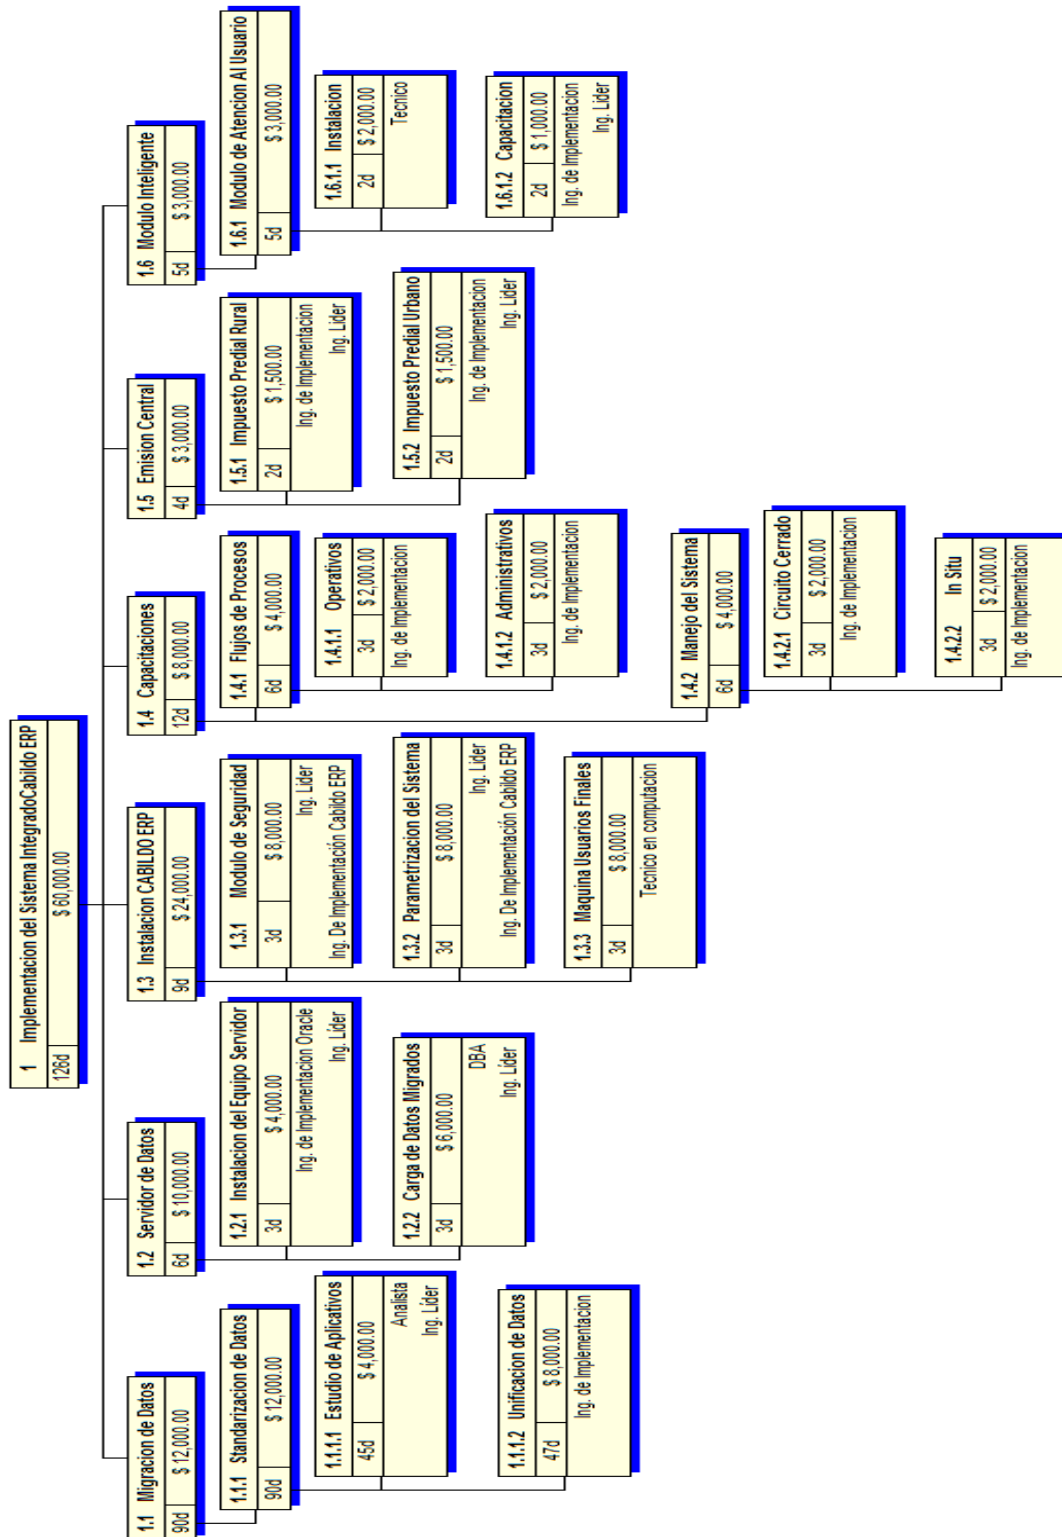 1 Implementacion del Sistema IntegradoCabildo ERP
126d $ 60,000.00
1.1 Migracion de Datos
90d $ 12,000.00
1.1.1 Standarizacion de Datos
90d $ 12,000.00
1.1.1.1 Estudio de Aplicativos
45d $ 4,000.00
Analista
Ing. Líder
1.1.1.2 Unificacion de Datos
47d $ 8,000.00
Ing. de Implementacion
1.2 Servidor de Datos
6d $ 10,000.00
1.2.1 Instalacion del Equipo Servidor
3d $ 4,000.00
Ing. de Implementacion Oracle
Ing. Líder
1.2.2 Carga de Datos Migrados
3d $ 6,000.00
DBA
Ing. Líder
1.3 Instalacion CABILDO ERP
9d $ 24,000.00
1.3.1 Modulo de Seguridad
3d $ 8,000.00
Ing. Lider
Ing. De Implementación Cabildo ERP
1.3.2 Parametrizacion del Sistema
3d $ 8,000.00
Ing. Lider
Ing. De Implementación Cabildo ERP
1.3.3 Maquina Usuarios Finales
3d $ 8,000.00
Tecnico en computacion
1.4 Capacitaciones
12d $ 8,000.00
1.4.1 Flujos de Procesos
6d $ 4,000.00
1.4.1.1 Operativos
3d $ 2,000.00
Ing. de Implementacion
1.4.1.2 Administrativos
3d $ 2,000.00
Ing. de Implementacion
1.4.2 Manejo del Sistema
6d $ 4,000.00
1.4.2.1 Circuito Cerrado
3d $ 2,000.00
Ing. de Implementacion
1.4.2.2 In Situ
3d $ 2,000.00
Ing. de Implementacion
1.5 Emision Central
4d $ 3,000.00
1.5.1 Impuesto Predial Rural
2d $ 1,500.00
Ing. de Implementacion
Ing. Lider
1.5.2 Impuesto Predial Urbano
2d $ 1,500.00
Ing. de Implementacion
Ing. Lider
1.6 Modulo Inteligente
5d $ 3,000.00
1.6.1 Modulo de Atencion Al Usuario
5d $ 3,000.00
1.6.1.1 Instalacion
2d $ 2,000.00
Tecnico
1.6.1.2 Capacitacion
2d $ 1,000.00
Ing. de Implementacion
Ing. Lider